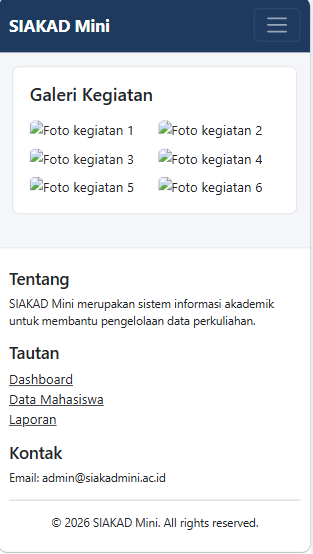 SIAKAD Mini
Galeri Kegiatan
Foto kegiatan 1 Foto kegiatan 2
Foto kegiatan 3 Foto kegiatan 4
Foto kegiatan 5 Foto kegiatan 6
Tentang
SIAKAD Mini merupakan sistem informasi akademik
untuk membantu pengelolaan data perkuliahan.
Tautan
Dashboard
Data Mahasiswa
Laporan
Kontak
Email: admin@siakadmini.ac.id
© 2026 SIAKAD Mini. All rights reserved.